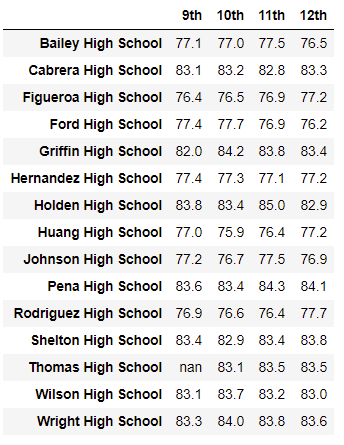 9th 10th 11th 12th
Bailey High School 77.1 77.0 77.5 76.5
Cabrera High School 83.1 83.2 82.8 83.3
Figueroa High School 76.4 76.5 76.9 77.2
Ford High School 77.4 77.7 76.9 76.2
Griffin High School 82.0 84.2 83.8 83.4
Hernandez High School 77.4 77.3 77.1 77.2
Holden High School 83.8 83.4 85.0 82.9
Huang High School 77.0 75.9 76.4 77.2
Johnson High School 77.2 76.7 77.5 76.9
Pena High School 83.6 83.4 84.3 84.1
Rodriguez High School 76.9 76.6 76.4 77.7
Shelton High School 83.4 82.9 83.4 83.8
Thomas High School nan 83.1 83.5 83.5
Wilson High School 83.1 83.7 83.2 83.0
Wright High School 83.3 84.0 83.8 83.6